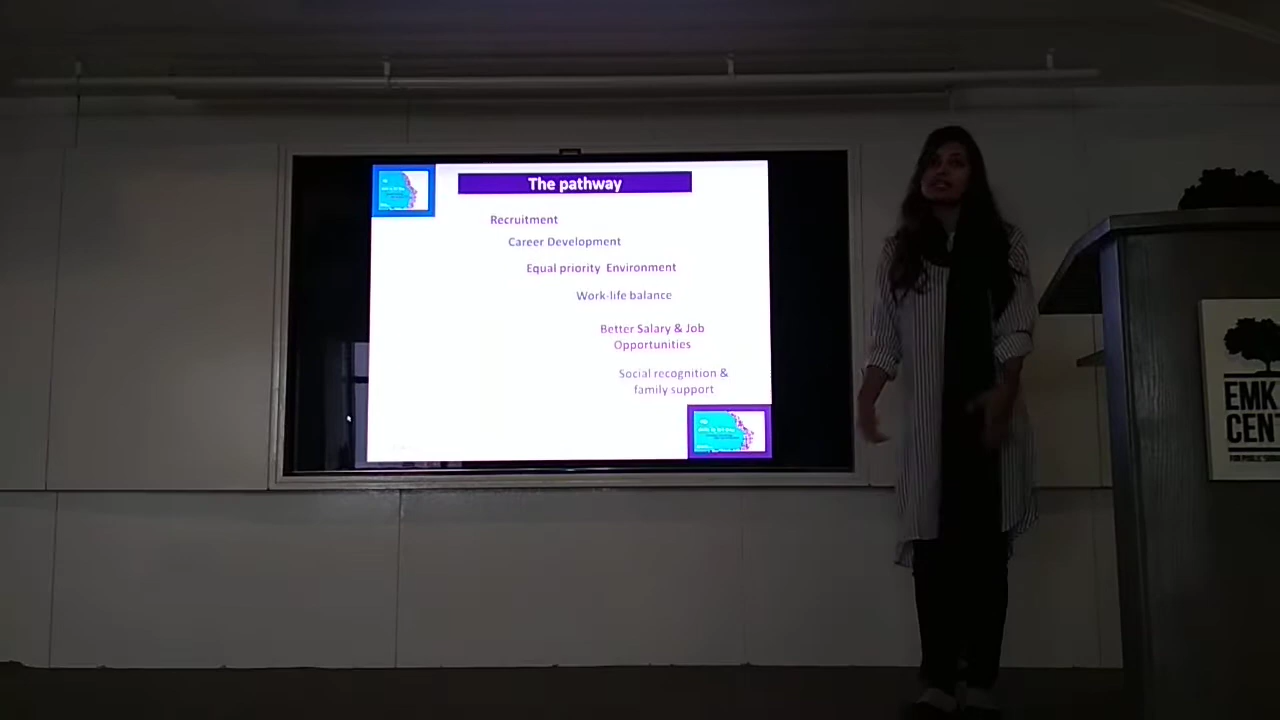 The pathway
Recruitment
Career Development
Equal priority Environment
Work-life balance
Better Salary & Job
Opportunities
Social recognition &
family support
EMK
CENT